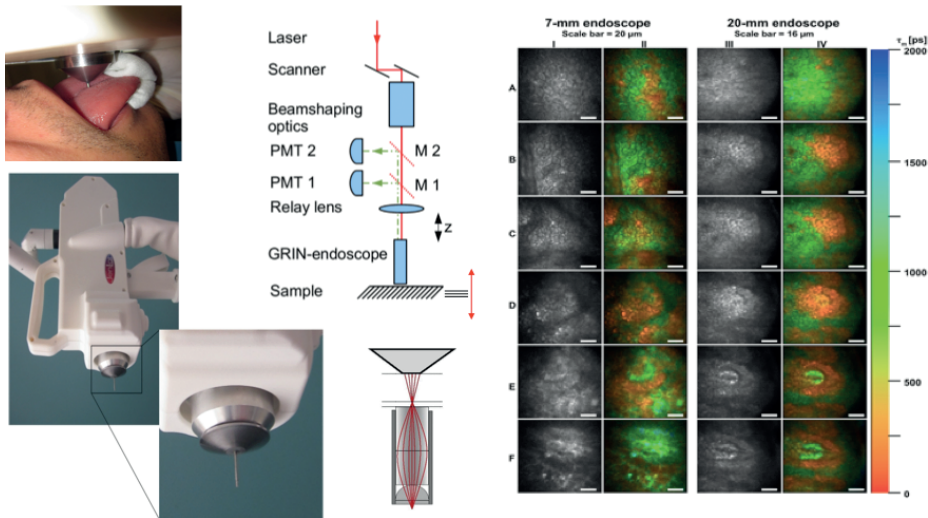 Laser
Scanner
Beamshaping
optics
PMT 2
M 2
PMT 1
M 1
Relay lens
z
GRIN-endoscope
Sample
7-mm endoscope
Scale bar = 20 µm
20-mm endoscope
Scale bar = 16 µm
I
II
III
IV
τm [ps]
A
B
C
D
E
F
2000
1500
1000
500
0